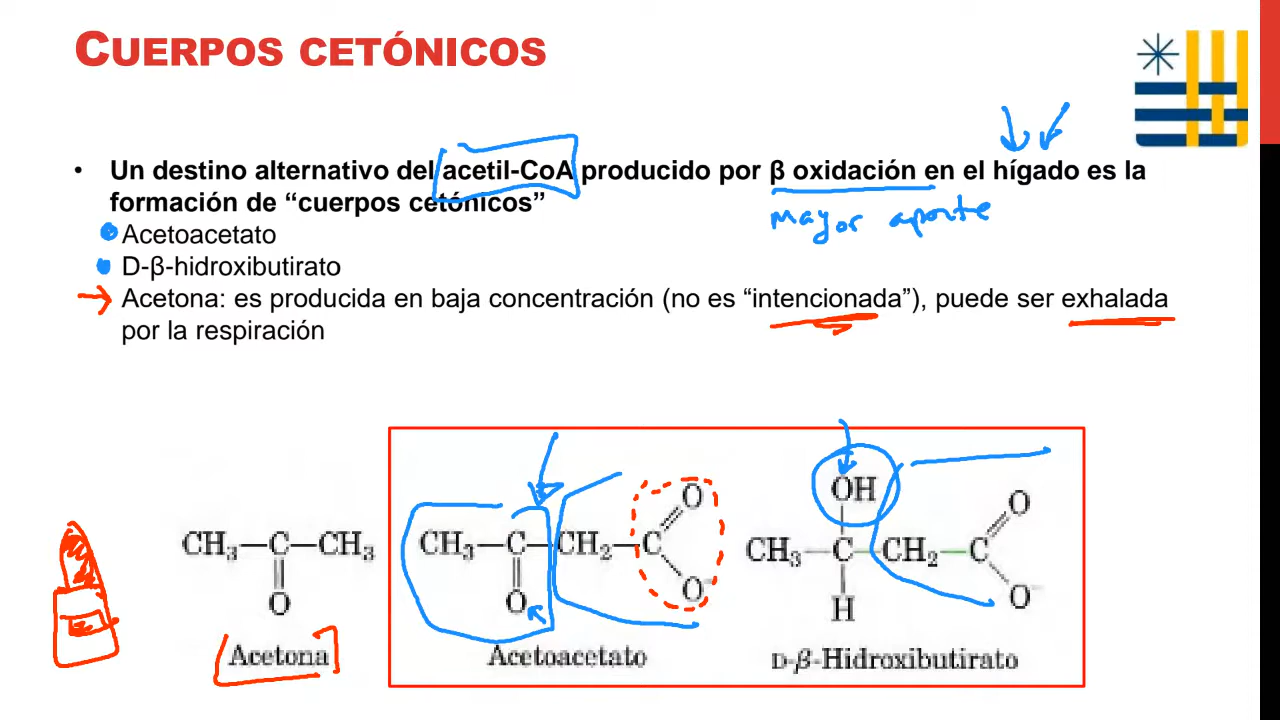 CUERPOS CETÓNICOS
• Un destino alternativo del acetil-CoA producido por β oxidación en el hígado es la
formación de “cuerpos cetónicos”
mayor aporte
Acetoacetato
D-β-hidroxibutirato
Acetona: es producida en baja concentración (no es “intencionada”), puede ser exhalada
por la respiración
CH3—C—CH3
O
Acetona
CH3—C—CH2—C
O
O
O-
Acetoacetato
OH
CH3—C—CH2—C
H
O
O-
D-β-Hidroxibutirato